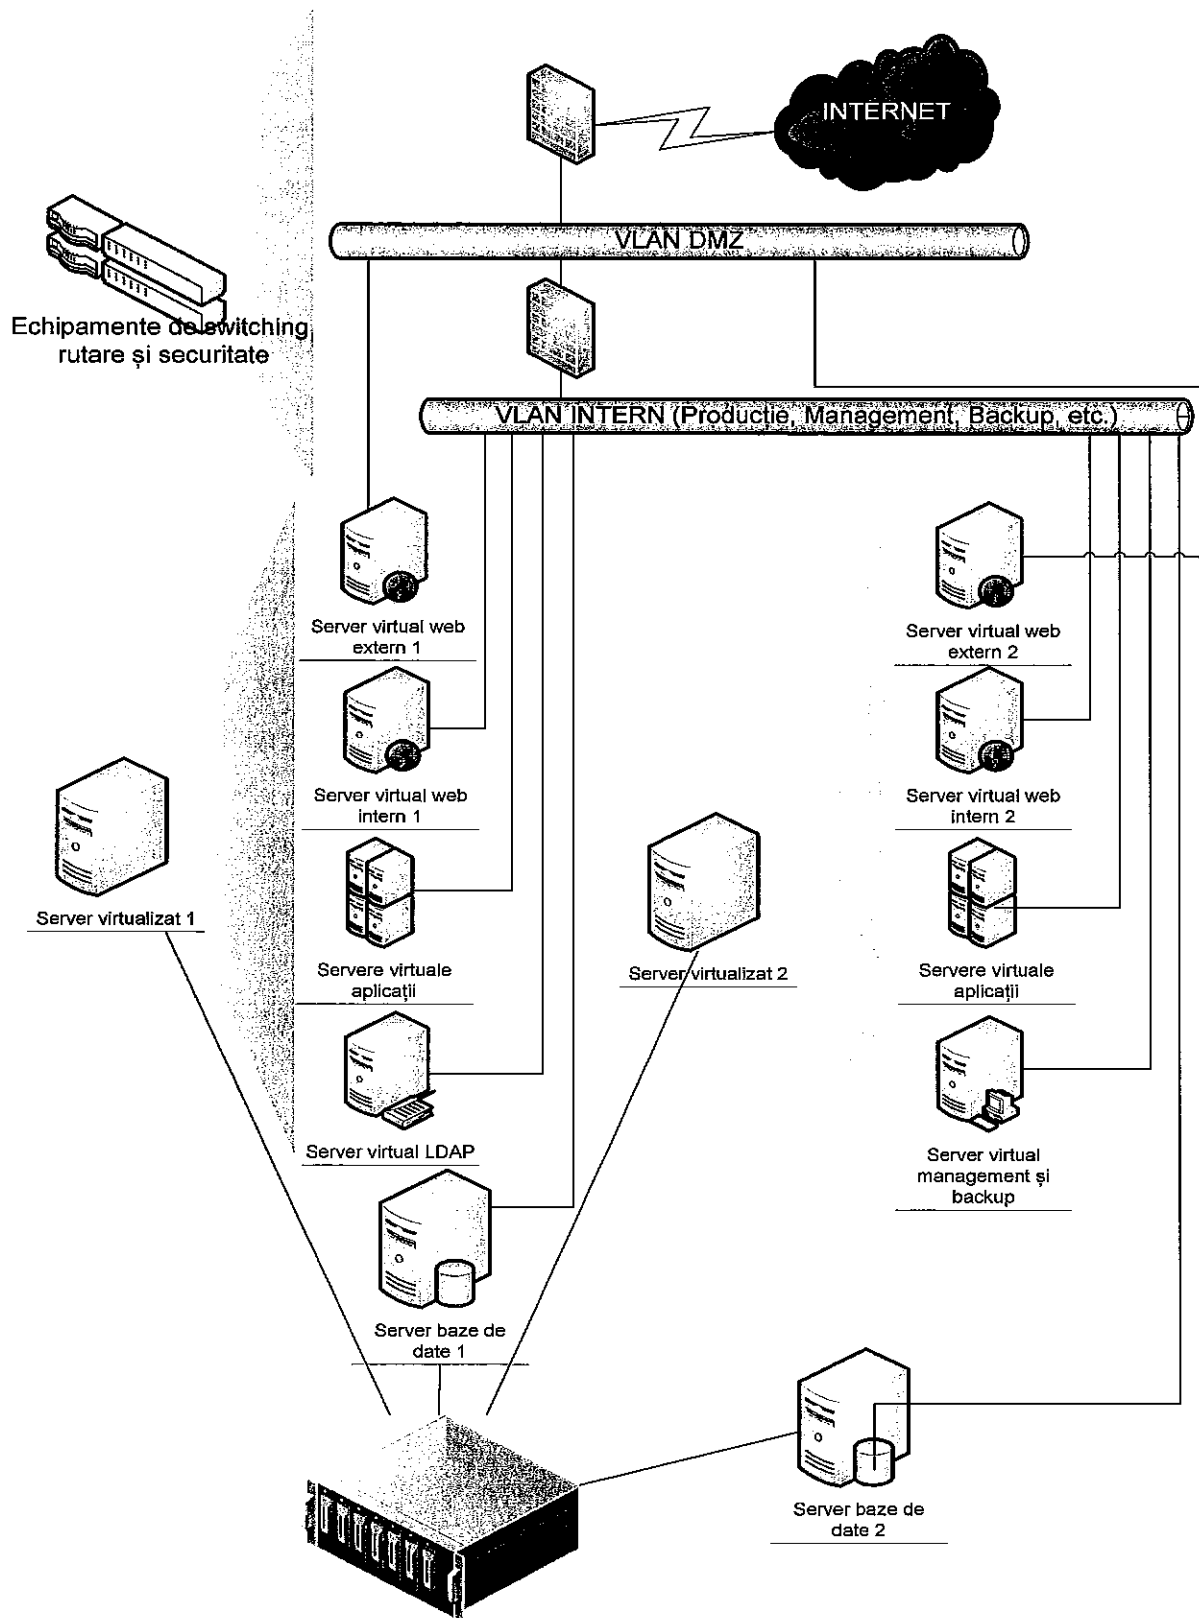 INTERNET
VLAN DMZ
Echipamente de switching,
rutare și securitate
VLAN INTERN (Producție, Management, Backup, etc.)
Server virtual web
extern 1
Server virtual web
extern 2
Server virtual web
intern 1
Server virtual web
intern 2
Server virtualizat 1
Servere virtuale
aplicații
Server virtualizat 2
Servere virtuale
aplicații
Server virtual LDAP
Server virtual
management și
backup
Server baze de
date 1
Server baze de
date 2